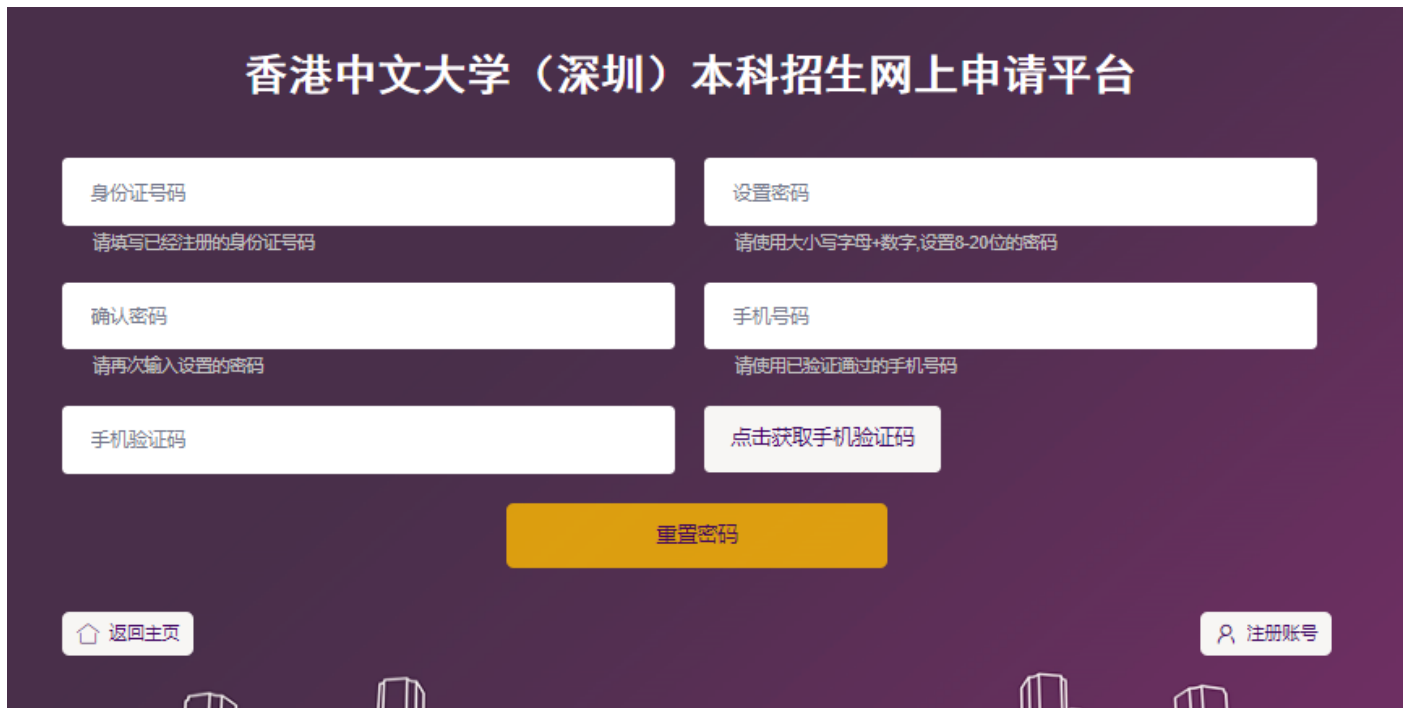 香港中文大学（深圳）本科招生网上申请平台
身份证号码
设置密码
请填写已经注册的身份证号码
请使用大小写字母+数字,设置8-20位的密码
确认密码
手机号码
请再次输入设置的密码
请使用已验证通过的手机号码
手机验证码
点击获取手机验证码
重置密码
返回主页
注册账号